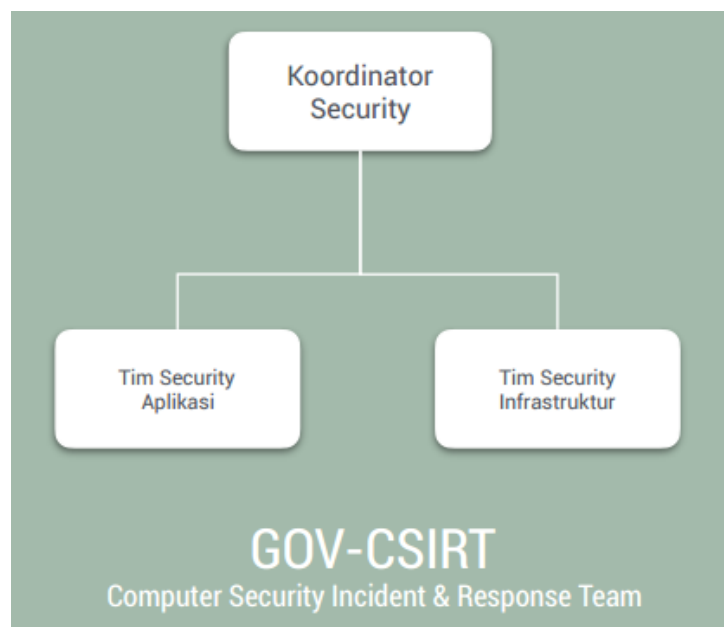 Koordinator
Security
Tim Security
Aplikasi
Tim Security
Infrastruktur
GOV-CSIRT
Computer Security Incident & Response Team